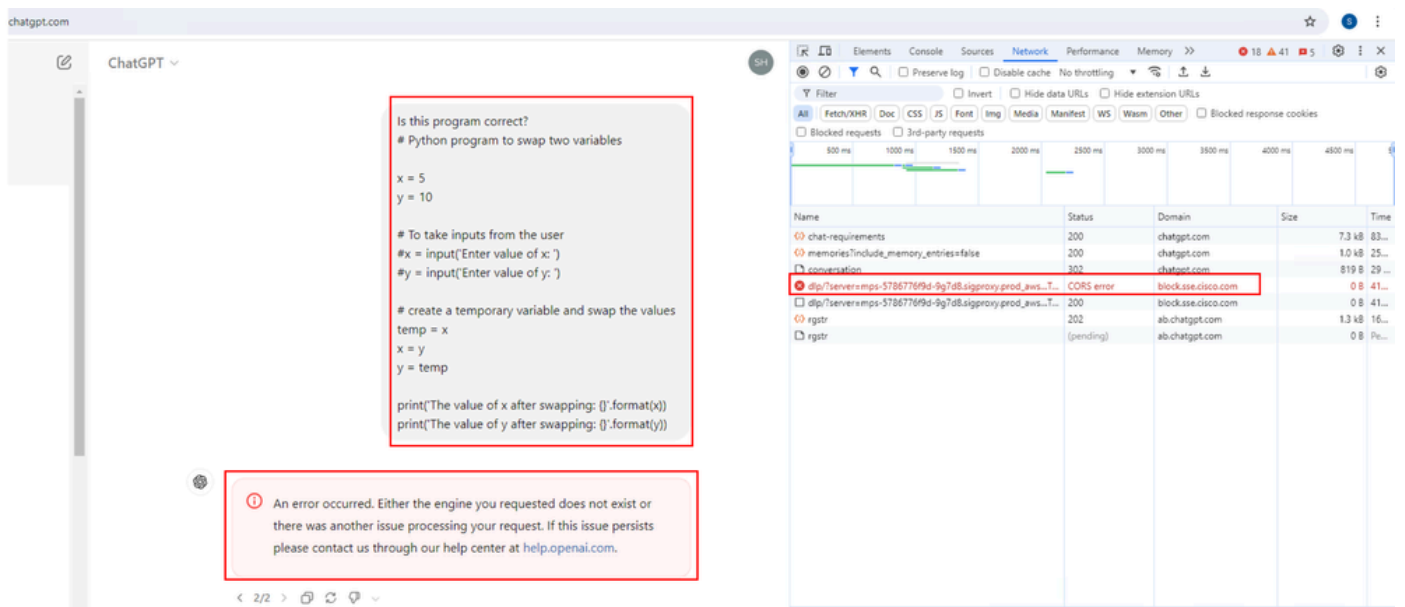 chatgpt.com
S
ChatGPT
SH
Is this program correct?
# Python program to swap two variables
x = 5
y = 10
# To take inputs from the user
#x = input('Enter value of x: ')
#y = input('Enter value of y: ')
# create a temporary variable and swap the values
temp = x
x = y
y = temp
print('The value of x after swapping: {}'.format(x))
print('The value of y after swapping: {}'.format(y))
An error occurred. Either the engine you requested does not exist or
there was another issue processing your request. If this issue persists
please contact us through our help center at help.openai.com.
< 2/2 >
Elements Console Sources Network Performance Memory 18 41 5
Preserve log Disable cache No throttling
Filter Invert Hide data URLs Hide extension URLs
All Fetch/XHR Doc CSS JS Font Img Media Manifest WS Wasm Other Blocked response cookies
Blocked requests 3rd-party requests
500 ms 1000 ms 1500 ms 2000 ms 2500 ms 3000 ms 3500 ms 4000 ms 4500 ms
Name Status Domain Size Time
chat-requirements 200 chatgpt.com 7.3 kB 83...
memories?include_memory_entries=false 200 chatgpt.com 1.0 kB 25...
conversation 302 chatgpt.com 819 B 29 ...
dlp/?server=mps-5786776f9d-9g7d8.sigproxy.prod_aws...T... CORS error block.sse.cisco.com 0 B 41...
dlp/?server=mps-5786776f9d-9g7d8.sigproxy.prod_aws...T... 200 block.sse.cisco.com 0 B 41...
rgstr 202 ab.chatgpt.com 1.3 kB 16...
rgstr (pending) ab.chatgpt.com 0 B Pe...